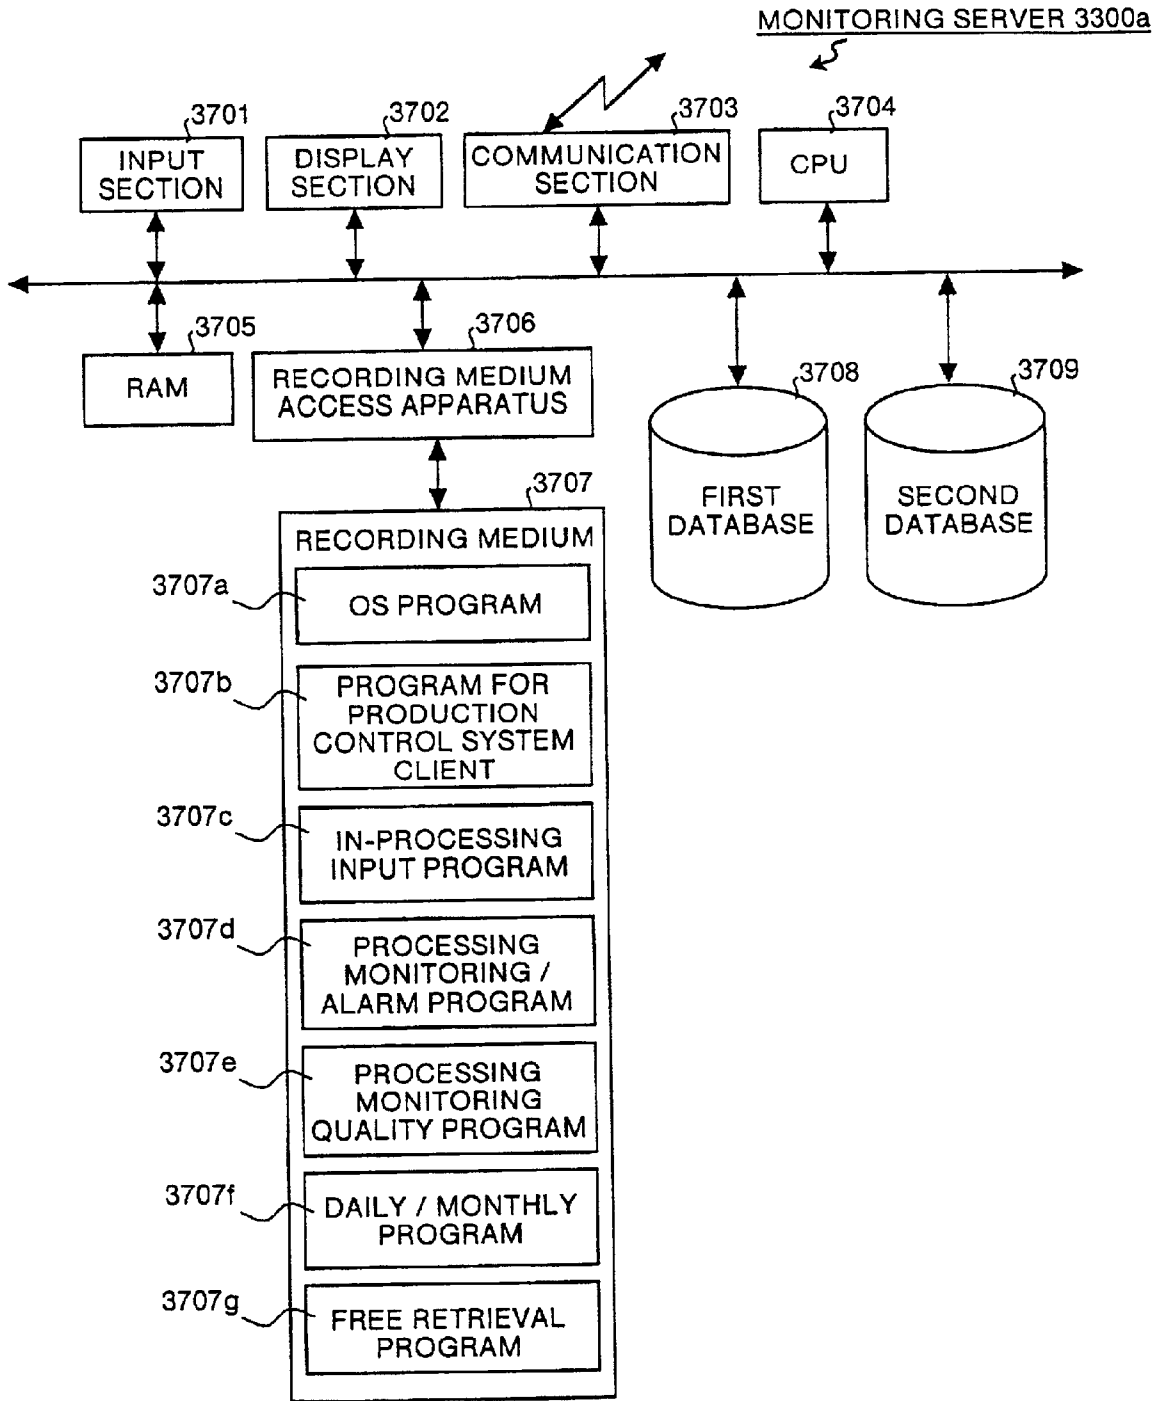 MONITORING SERVER 3300a
3701
3702
3703
3704
INPUT
SECTION
DISPLAY
SECTION
COMMUNICATION
SECTION
CPU
3705
3706
3708
3709
RAM
RECORDING MEDIUM
ACCESS APPARATUS
FIRST
DATABASE
SECOND
DATABASE
3707
RECORDING MEDIUM
3707a
OS PROGRAM
3707b
PROGRAM FOR
PRODUCTION
CONTROL SYSTEM
CLIENT
3707c
IN-PROCESSING
INPUT PROGRAM
3707d
PROCESSING
MONITORING /
ALARM PROGRAM
3707e
PROCESSING
MONITORING
QUALITY PROGRAM
3707f
DAILY / MONTHLY
PROGRAM
3707g
FREE RETRIEVAL
PROGRAM